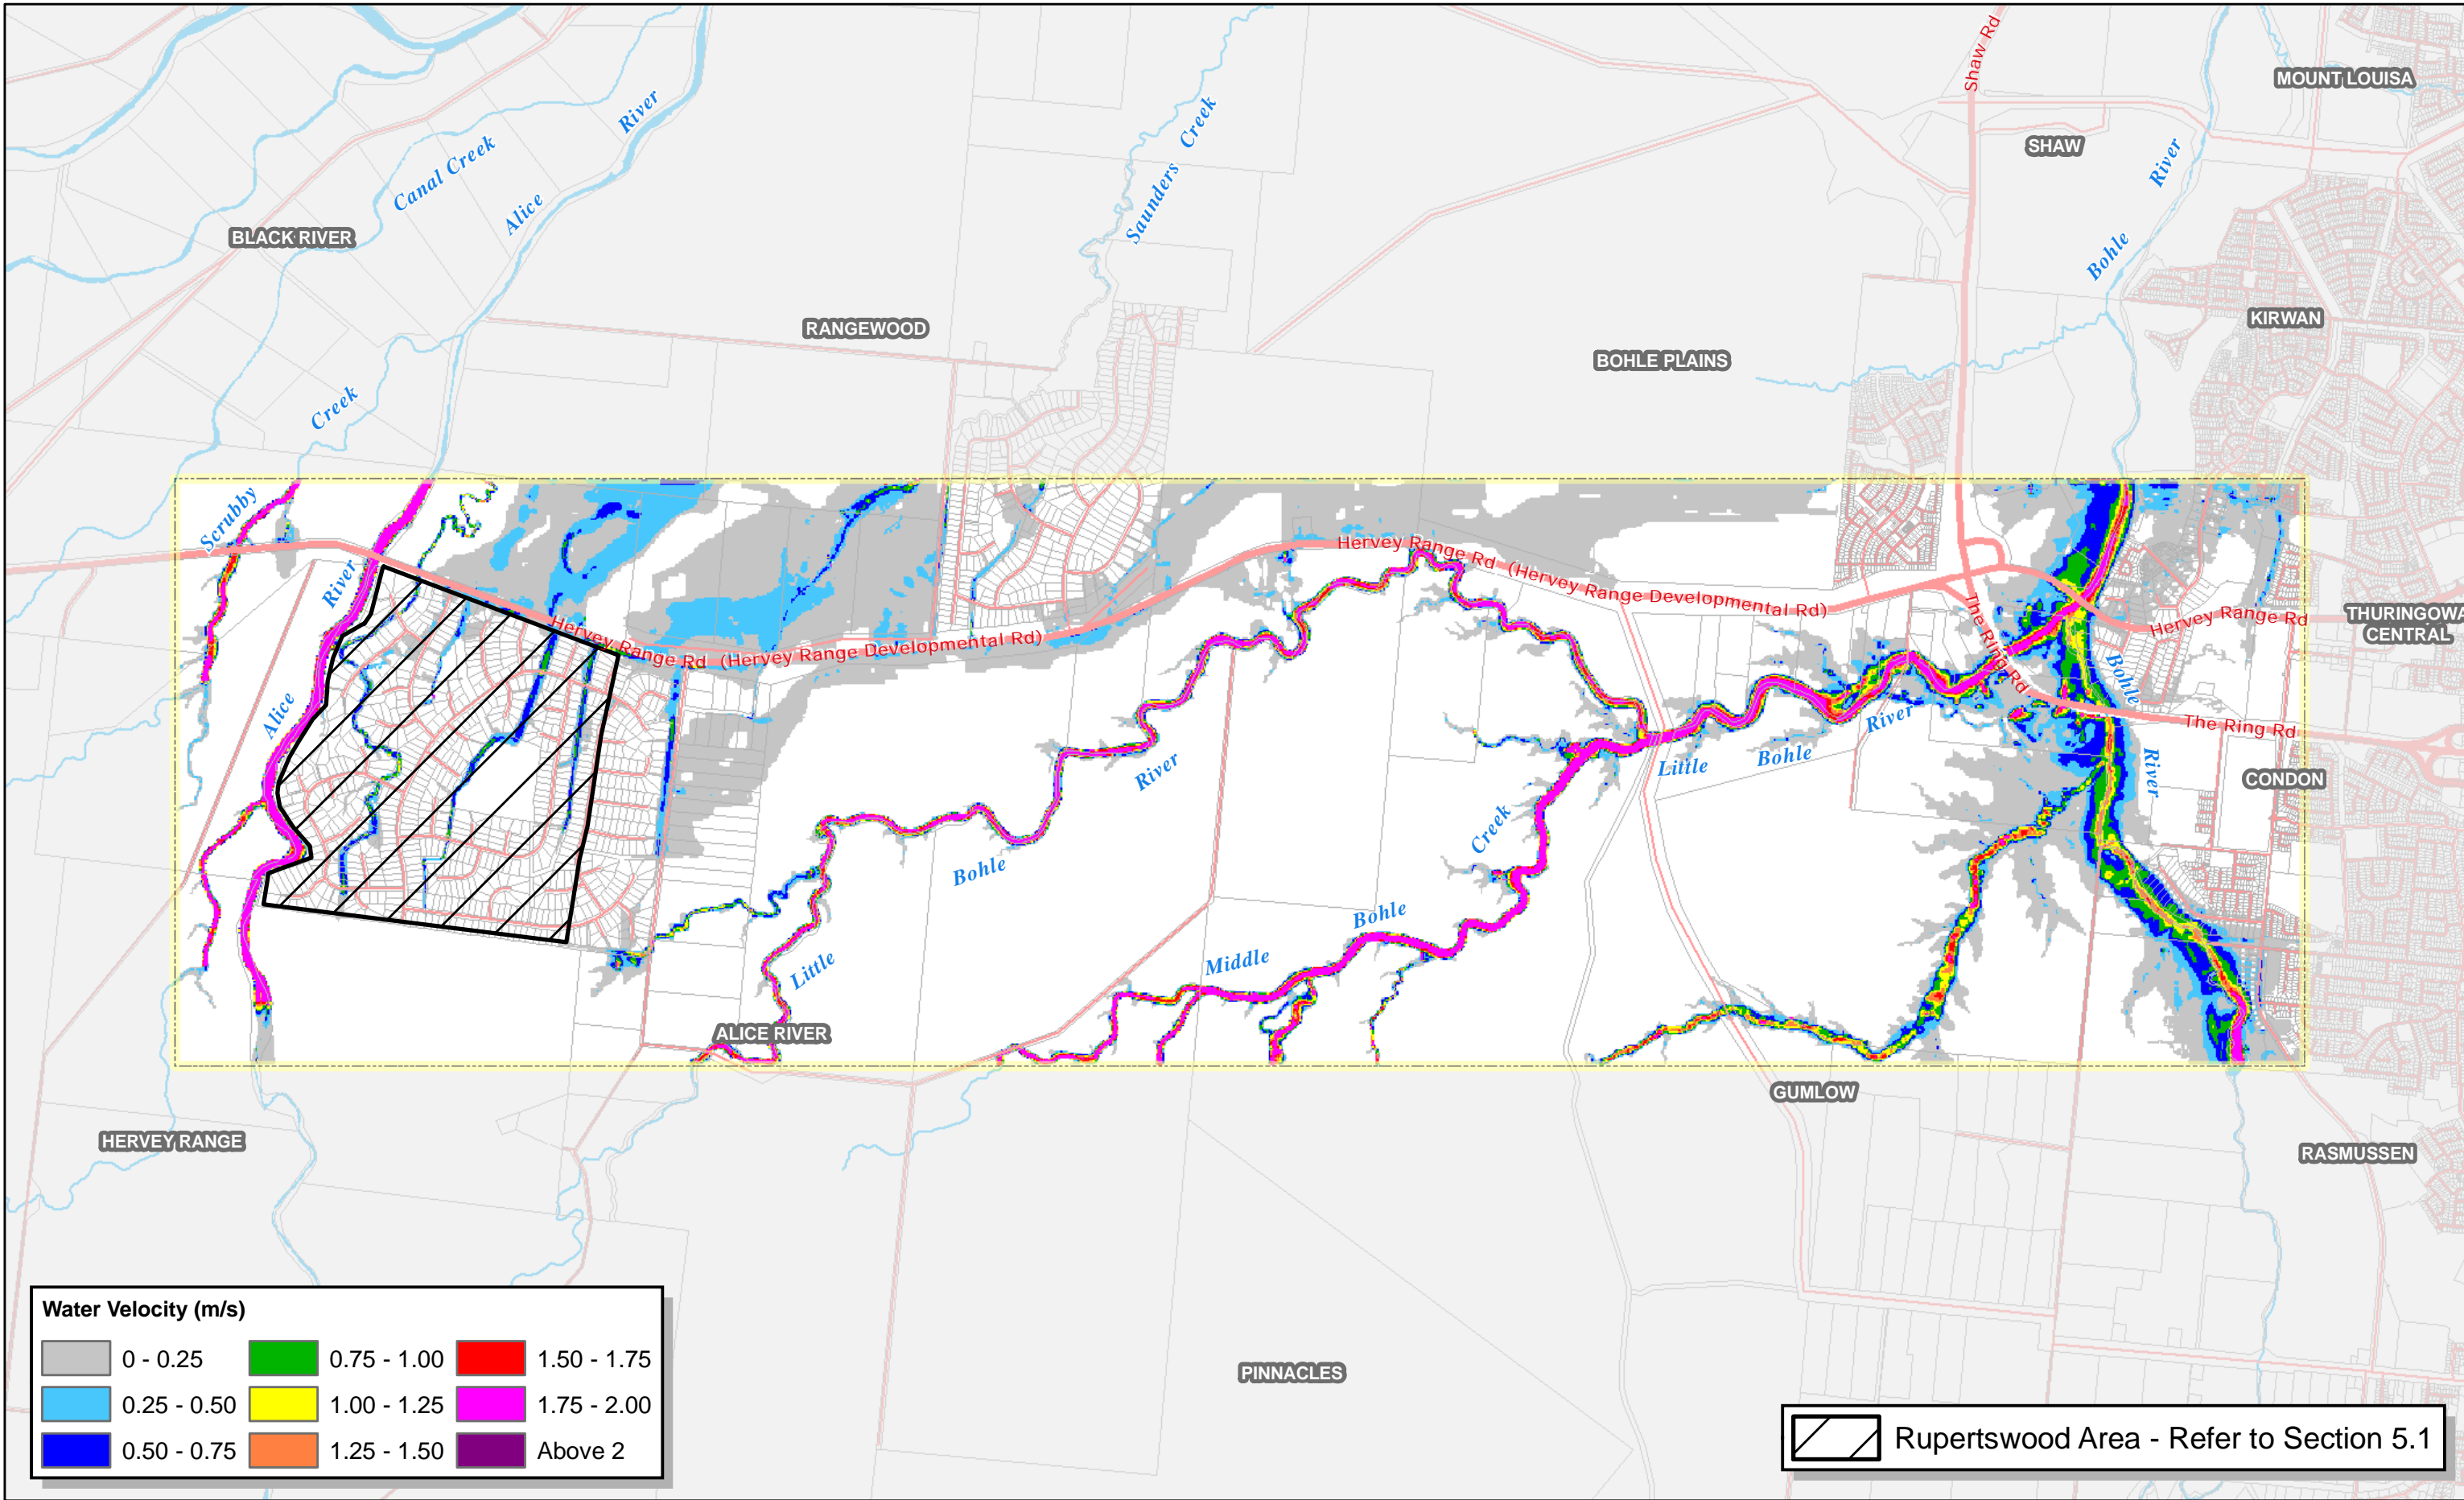 Shaw Rd
MOUNT LOUISA
SHAW
River
Bohle
Canal Creek
River
Alice
Saunders Creek
BLACK RIVER
RANGEWOOD
BOHLE PLAINS
KIRWAN
Creek
Scrubby
River
Alice
Hervey Range Rd (Hervey Range Developmental Rd)
Hervey Range Rd (Hervey Range Developmental Rd)
The Ring Rd
Hervey Range Rd
THURINGOWA
CENTRAL
Bohle
River
The Ring Rd
CONDON
Little Bohle River
River
Bohle
Little
Creek
Bohle
Middle
ALICE RIVER
GUMLOW
HERVEY RANGE
RASMUSSEN
PINNACLES
Water Velocity (m/s)
0 - 0.25
0.25 - 0.50
0.50 - 0.75
0.75 - 1.00
1.00 - 1.25
1.25 - 1.50
1.50 - 1.75
1.75 - 2.00
Above 2
Rupertswood Area - Refer to Section 5.1